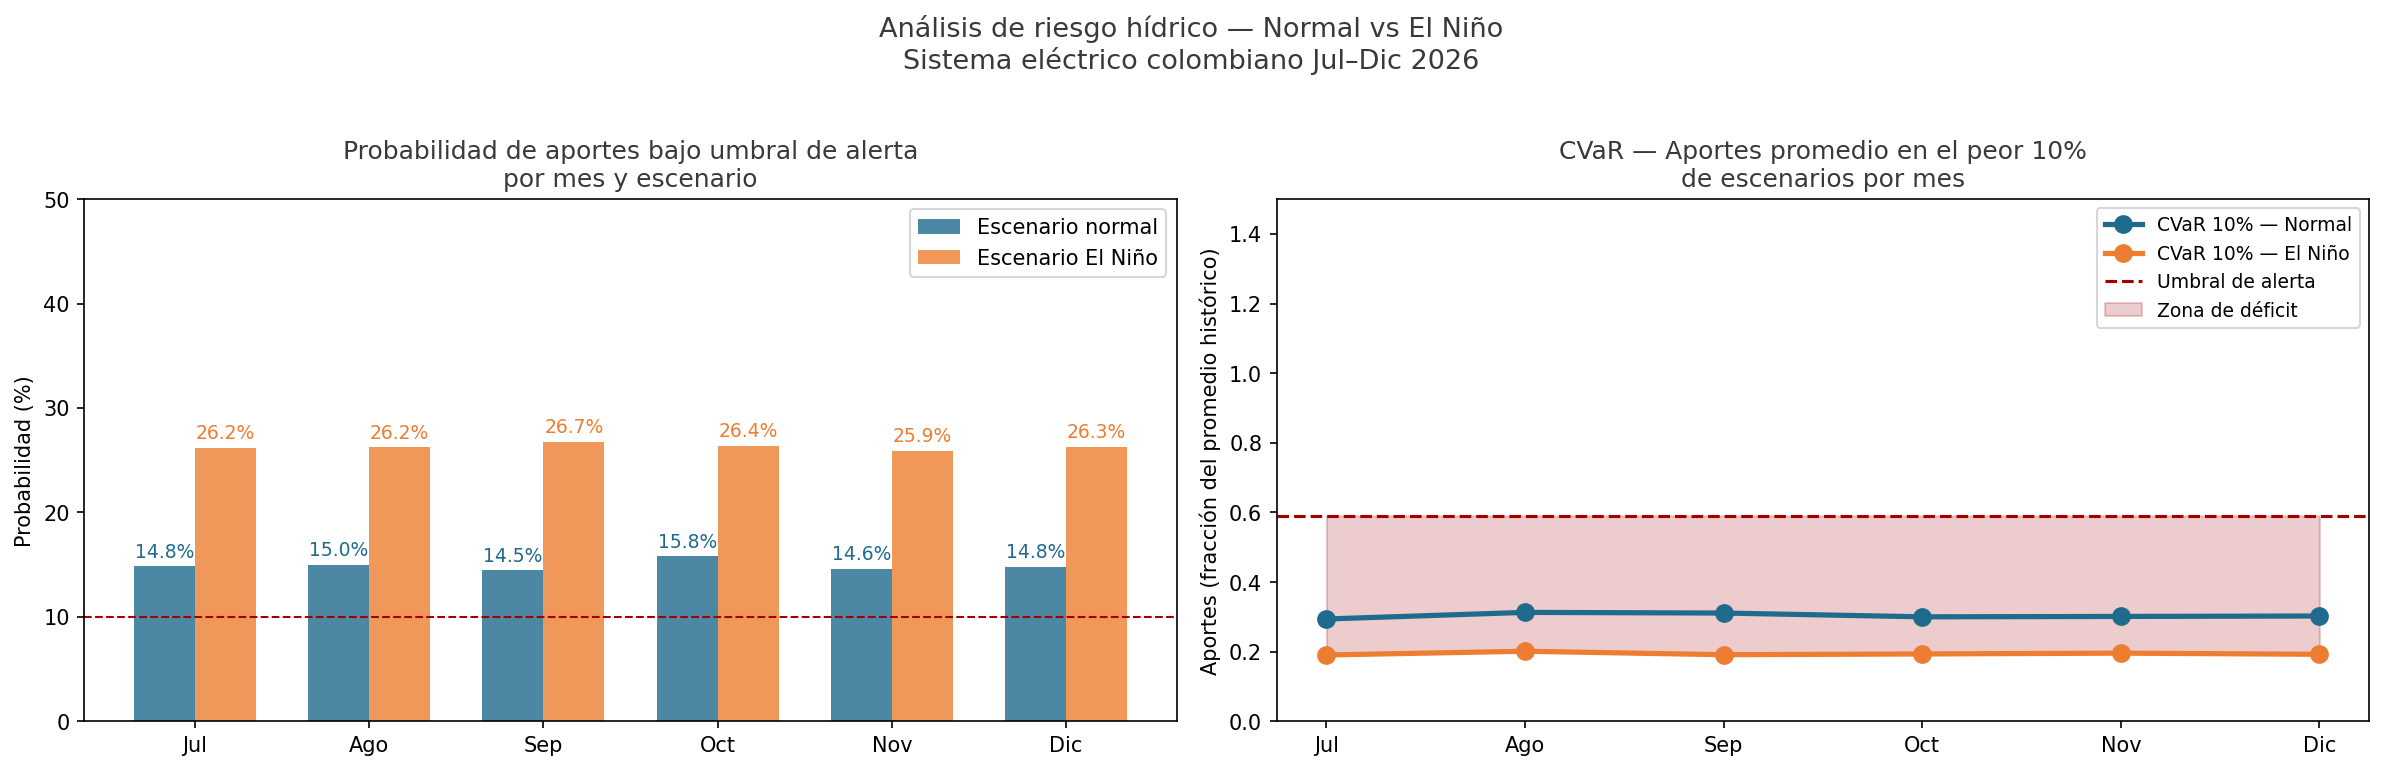 Análisis de riesgo hídrico — Normal vs El Niño
Sistema eléctrico colombiano Jul–Dic 2026
Probabilidad de aportes bajo umbral de alerta
por mes y escenario
Probabilidad (%)
50
40
30
20
10
0
Escenario normal
Escenario El Niño
14.8%
26.2%
15.0%
26.2%
14.5%
26.7%
15.8%
26.4%
14.6%
25.9%
14.8%
26.3%
Jul
Ago
Sep
Oct
Nov
Dic
CVaR — Aportes promedio en el peor 10%
de escenarios por mes
Aportes (fracción del promedio histórico)
1.4
1.2
1.0
0.8
0.6
0.4
0.2
0.0
CVaR 10% — Normal
CVaR 10% — El Niño
Umbral de alerta
Zona de déficit
Jul
Ago
Sep
Oct
Nov
Dic